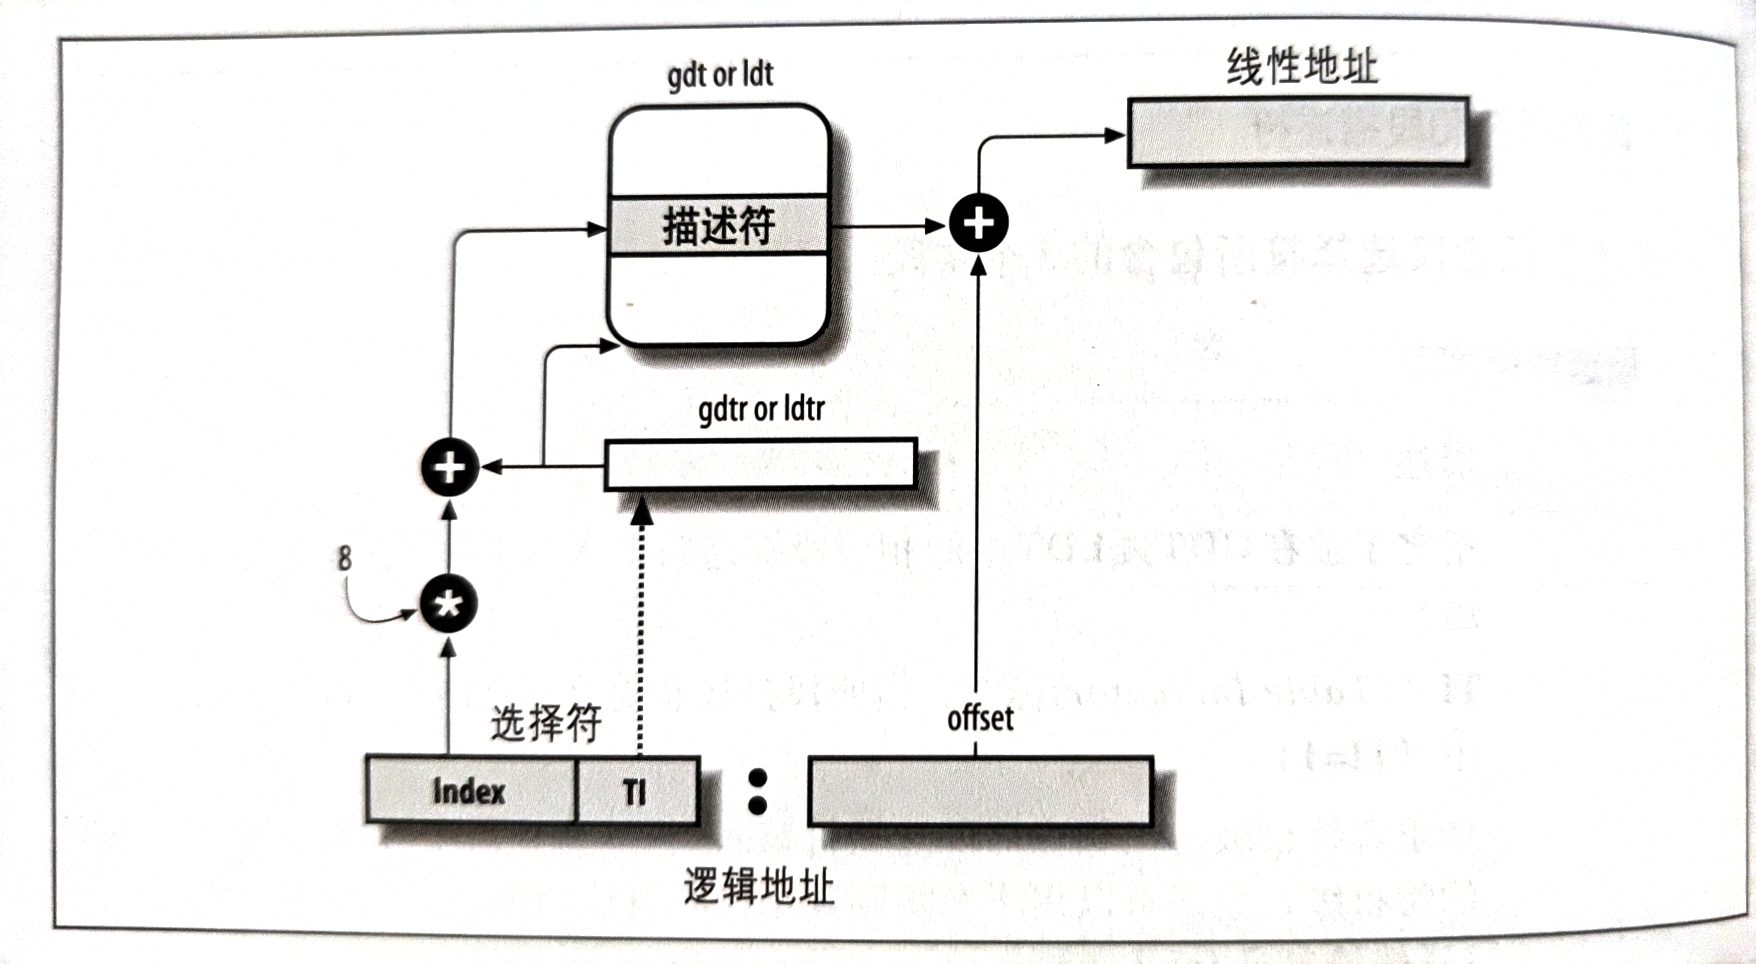 gdt or ldt
线性地址
描述符
gdtr or ldtr
8
选择符
offset
Index
TI
逻辑地址